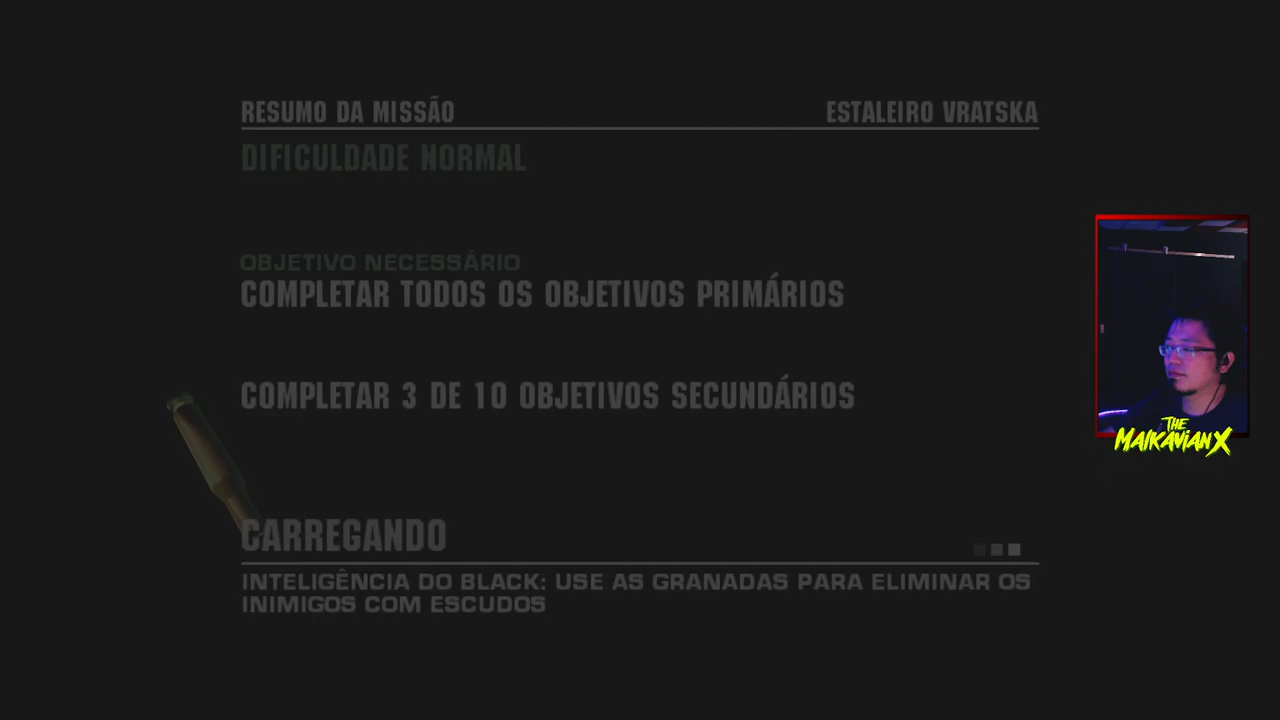 RESUMO DA MISSÃO
ESTALEIRO VRATSKA
DIFICULDADE NORMAL
OBJETIVO NECESSÁRIO
COMPLETAR TODOS OS OBJETIVOS PRIMÁRIOS
COMPLETAR 3 DE 10 OBJETIVOS SECUNDÁRIOS
THE
MALKAVIANX
CARREGANDO
INTELIGÊNCIA DO BLACK: USE AS GRANADAS PARA ELIMINAR OS
INIMIGOS COM ESCUDOS